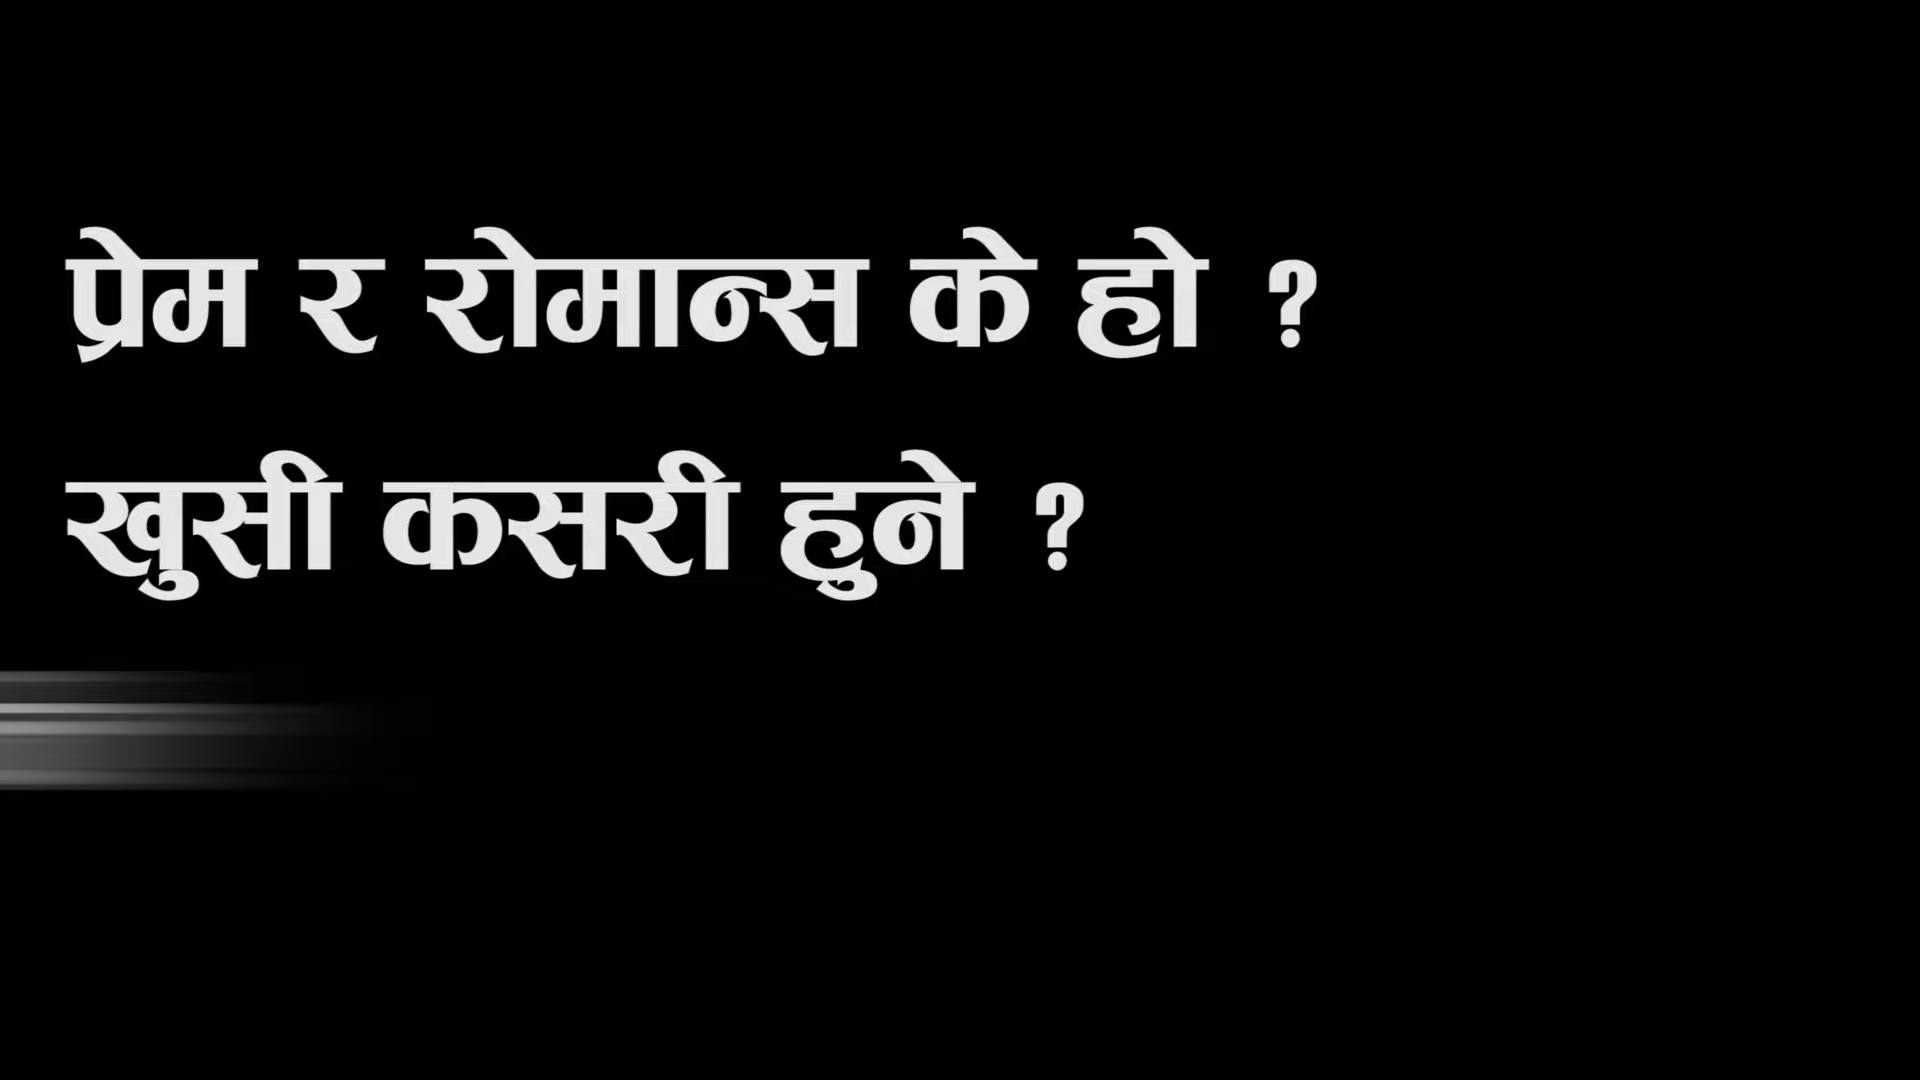 प्रेम र रोमान्स के हो ?
खुसी कसरी हुने ?